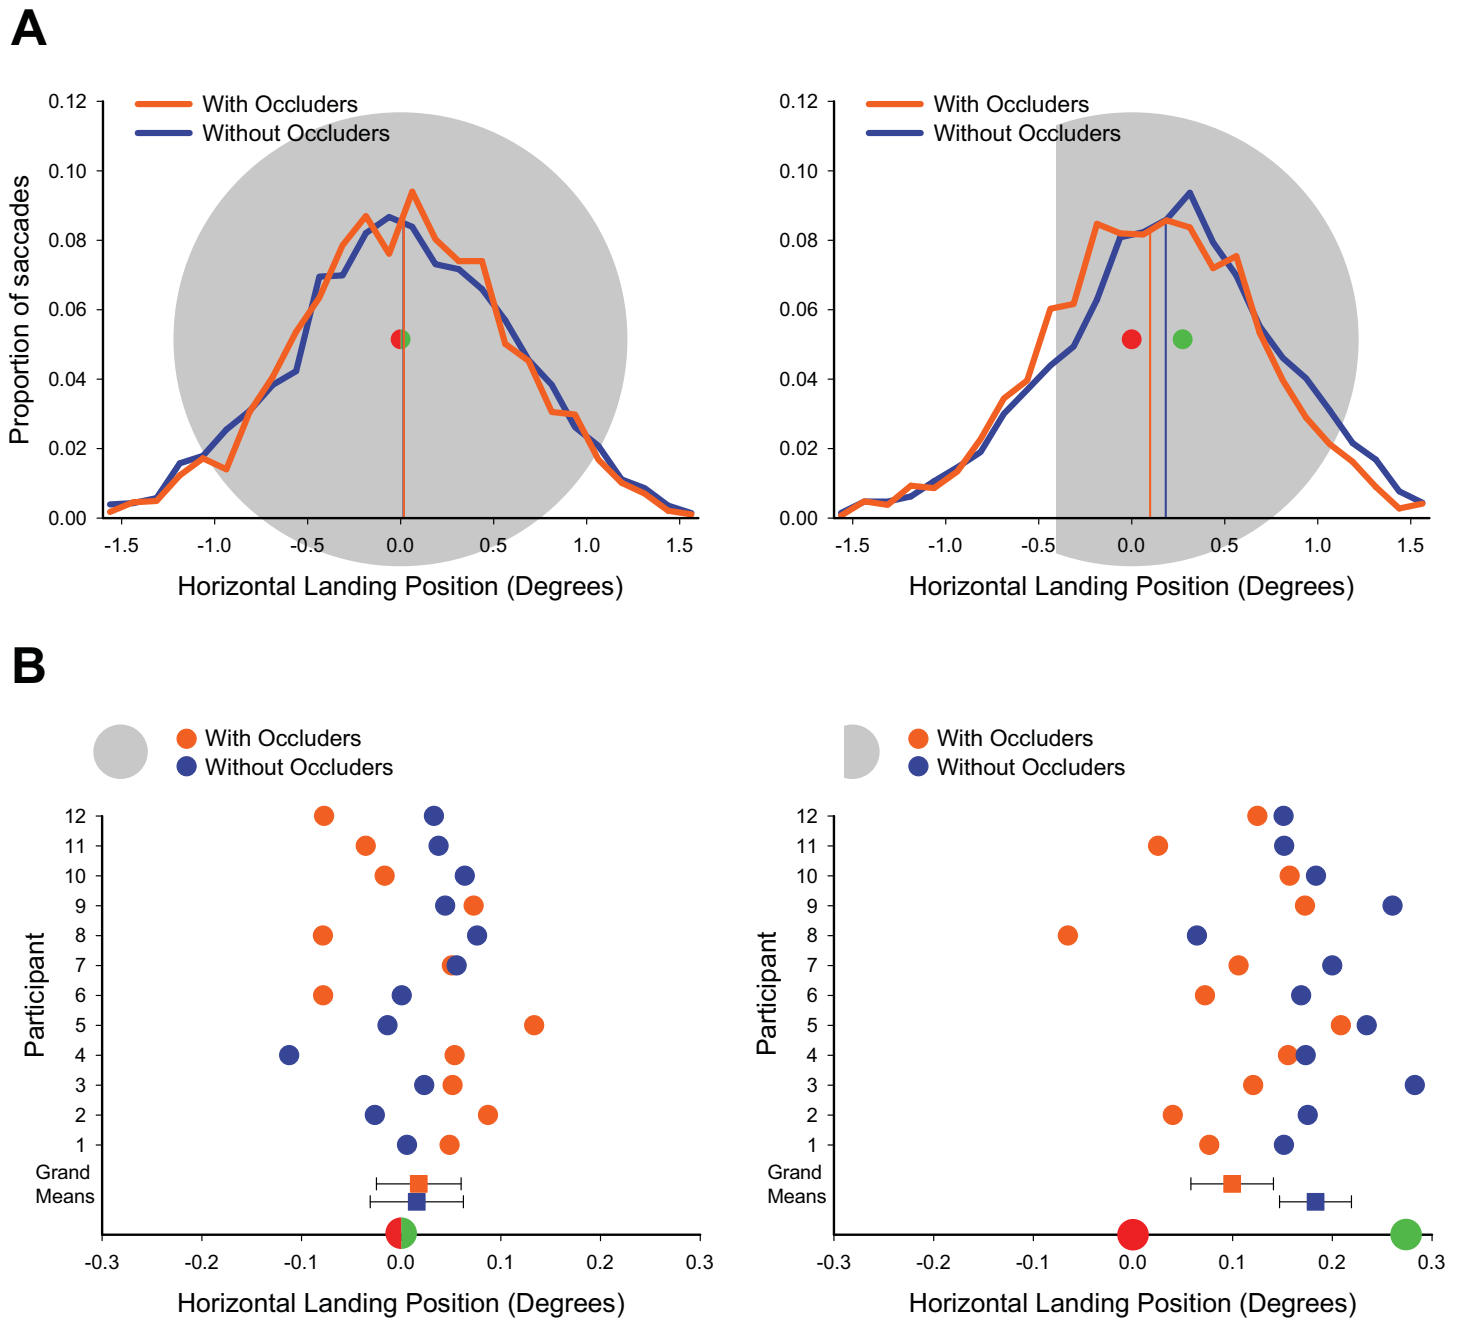 A
With Occluders
Without Occluders
Proportion of saccades
0.12
0.10
0.08
0.06
0.04
0.02
0.00
-1.5 -1.0 -0.5 0.0 0.5 1.0 1.5
Horizontal Landing Position (Degrees)
With Occluders
Without Occluders
0.12
0.10
0.08
0.06
0.04
0.02
0.00
-1.5 -1.0 -0.5 0.0 0.5 1.0 1.5
Horizontal Landing Position (Degrees)
B
With Occluders
Without Occluders
Participant
12
11
10
9
8
7
6
5
4
3
2
1
Grand
Means
-0.3 -0.2 -0.1 0.0 0.1 0.2 0.3
Horizontal Landing Position (Degrees)
With Occluders
Without Occluders
Participant
12
11
10
9
8
7
6
5
4
3
2
1
Grand
Means
-0.3 -0.2 -0.1 0.0 0.1 0.2 0.3
Horizontal Landing Position (Degrees)